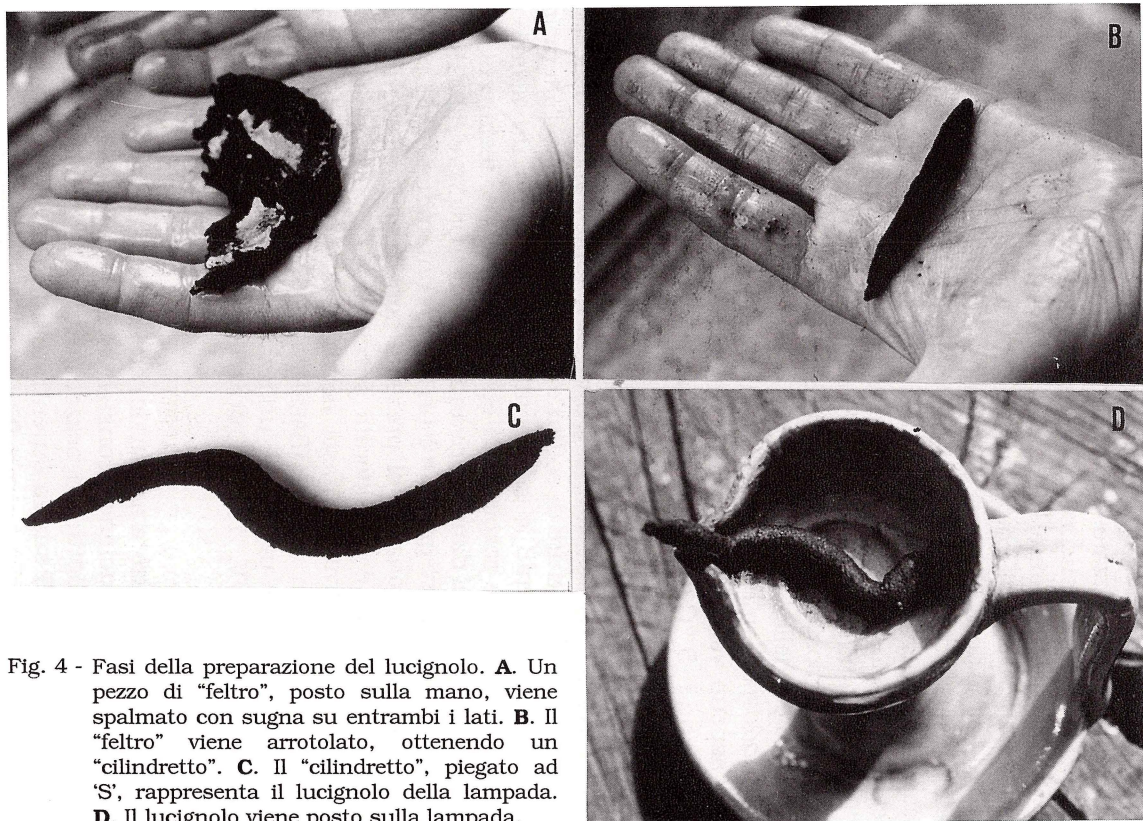 A
B
C
D
Fig. 4 - Fasi della preparazione del lucignolo. A. Un
pezzo di “feltro”, posto sulla mano, viene
spalmato con sugna su entrambi i lati. B. Il
“feltro” viene arrotolato, ottenendo un
“cilindretto”. C. Il “cilindretto”, piegato ad
‘S’, rappresenta il lucignolo della lampada.
D. Il lucignolo viene posto sulla lampada.